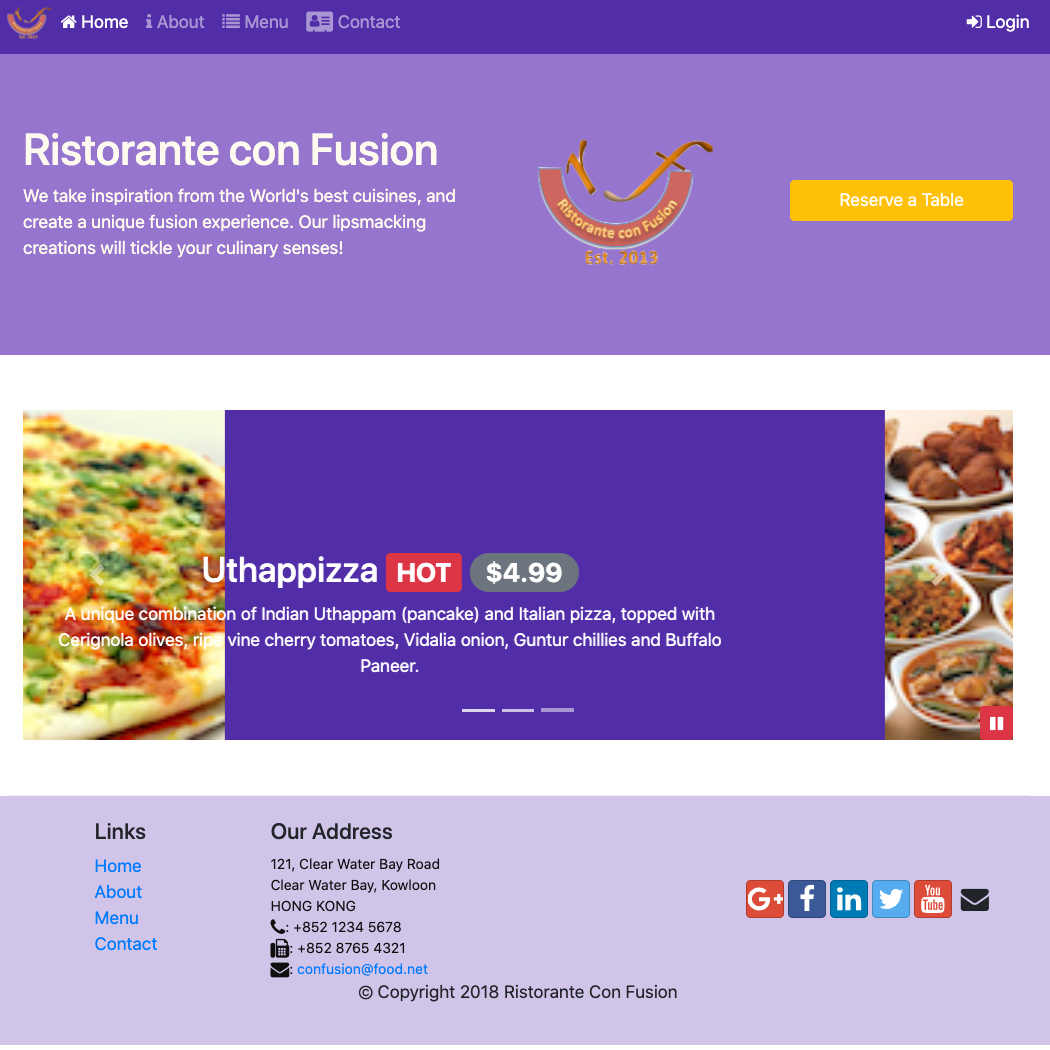 Home About Menu Contact Login
Ristorante con Fusion
We take inspiration from the World's best cuisines, and
create a unique fusion experience. Our lipsmacking
creations will tickle your culinary senses!
Ristorante con Fusion
Est. 2013
Reserve a Table
Uthappizza HOT $4.99
A unique combination of Indian Uthappam (pancake) and Italian pizza, topped with
Cerignola olives, ripe vine cherry tomatoes, Vidalia onion, Guntur chillies and Buffalo
Paneer.
Links
Home
About
Menu
Contact
Our Address
121, Clear Water Bay Road
Clear Water Bay, Kowloon
HONG KONG
: +852 1234 5678
: +852 8765 4321
: confusion@food.net
G+ f in You Tube
© Copyright 2018 Ristorante Con Fusion